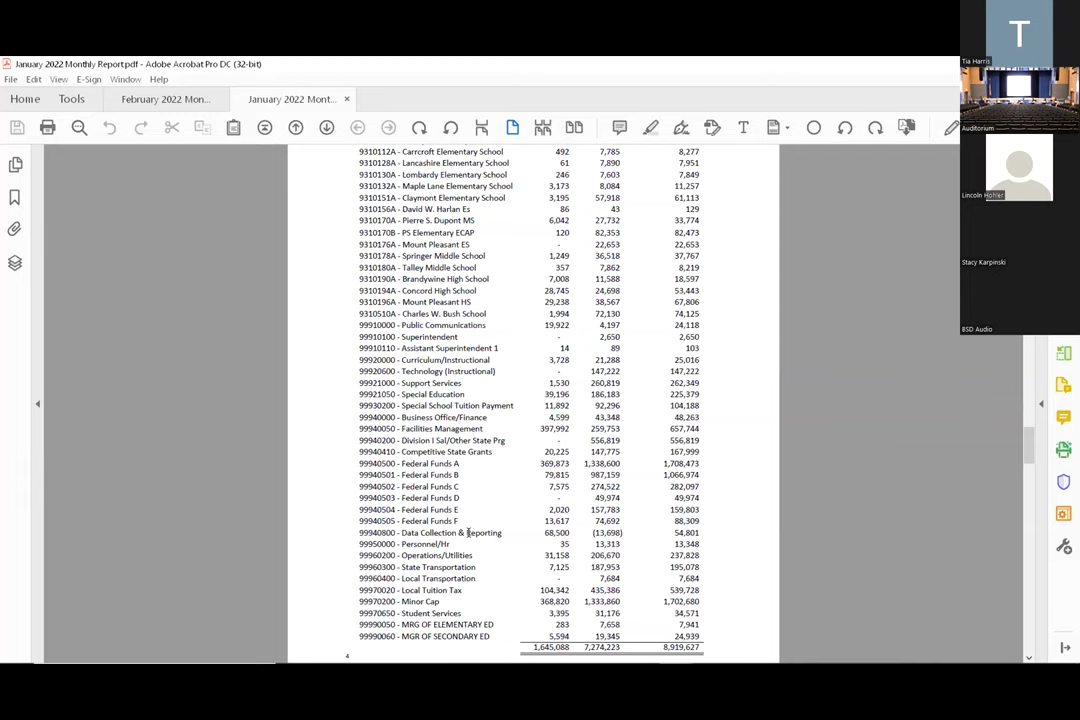 January 2022 Monthly Report.pdf - Adobe Acrobat Pro DC (32-bit)
File Edit View E-Sign Window Help
Home Tools February 2022 Mon... January 2022 Mont... ×
9310112A - Carrcroft Elementary School 492 7,785 8,277
9310128A - Lancashire Elementary School 61 7,890 7,951
9310130A - Lombardy Elementary School 246 7,603 7,849
9310132A - Maple Lane Elementary School 3,173 8,084 11,257
9310151A - Claymont Elementary School 3,195 57,918 61,113
9310156A - David W. Harlan Es 86 43 129
9310170A - Pierre S. Dupont MS 6,042 27,732 33,774
9310170B - PS Elementary ECAP 120 82,353 82,473
9310176A - Mount Pleasant ES - 22,653 22,653
9310178A - Springer Middle School 1,249 36,518 37,767
9310180A - Talley Middle School 357 7,862 8,219
9310190A - Brandywine High School 7,008 11,588 18,597
9310194A - Concord High School 28,745 24,698 53,443
9310196A - Mount Pleasant HS 29,238 38,567 67,806
9310510A - Charles W. Bush School 1,994 72,130 74,125
99910000 - Public Communications 19,922 4,197 24,118
99910100 - Superintendent - 2,650 2,650
99910110 - Assistant Superintendent 1 14 89 103
99920000 - Curriculum/Instructional 3,728 21,288 25,016
99920600 - Technology (Instructional) - 147,222 147,222
99921000 - Support Services 1,530 260,819 262,349
99921050 - Special Education 39,196 186,183 225,379
99930200 - Special School Tuition Payment 11,892 92,296 104,188
99940000 - Business Office/Finance 4,599 43,348 48,263
99940050 - Facilities Management 397,992 259,753 657,744
99940200 - Division I Sal/Other State Prg - 556,819 556,819
99940410 - Competitive State Grants 20,225 147,775 167,999
99940500 - Federal Funds A 369,873 1,338,600 1,708,473
99940501 - Federal Funds B 79,815 987,159 1,066,974
99940502 - Federal Funds C 7,575 274,522 282,097
99940503 - Federal Funds D - 49,974 49,974
99940504 - Federal Funds E 2,020 157,783 159,803
99940505 - Federal Funds F 13,617 74,692 88,309
99940800 - Data Collection & Reporting 68,500 (13,698) 54,801
99950000 - Personnel/Hr 35 13,313 13,348
99960200 - Operations/Utilities 31,158 206,670 237,828
99960300 - State Transportation 7,125 187,953 195,078
99960400 - Local Transportation - 7,684 7,684
99970020 - Local Tuition Tax 104,342 435,386 539,728
99970200 - Minor Cap 368,820 1,333,860 1,702,680
99970650 - Student Services 3,395 31,176 34,571
99990050 - MRG OF ELEMENTARY ED 283 7,658 7,941
99990060 - MGR OF SECONDARY ED 5,594 19,345 24,939
1,645,088 7,274,223 8,919,627
4
T
Tia Harris
Auditorium
Lincoln Hohler
Stacy Karpinski
BSD Audio